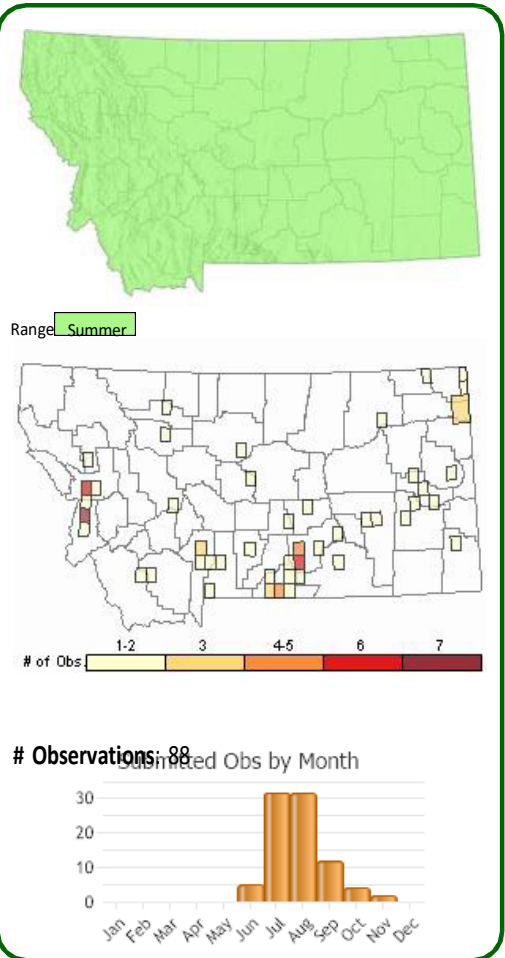 Range Summer
1-2 3 4-5 6 7
# of Obs.
# Observations: 88
Submitted Obs by Month
30
20
10
0
Jan Feb Mar Apr May Jun Jul Aug Sep Oct Nov Dec